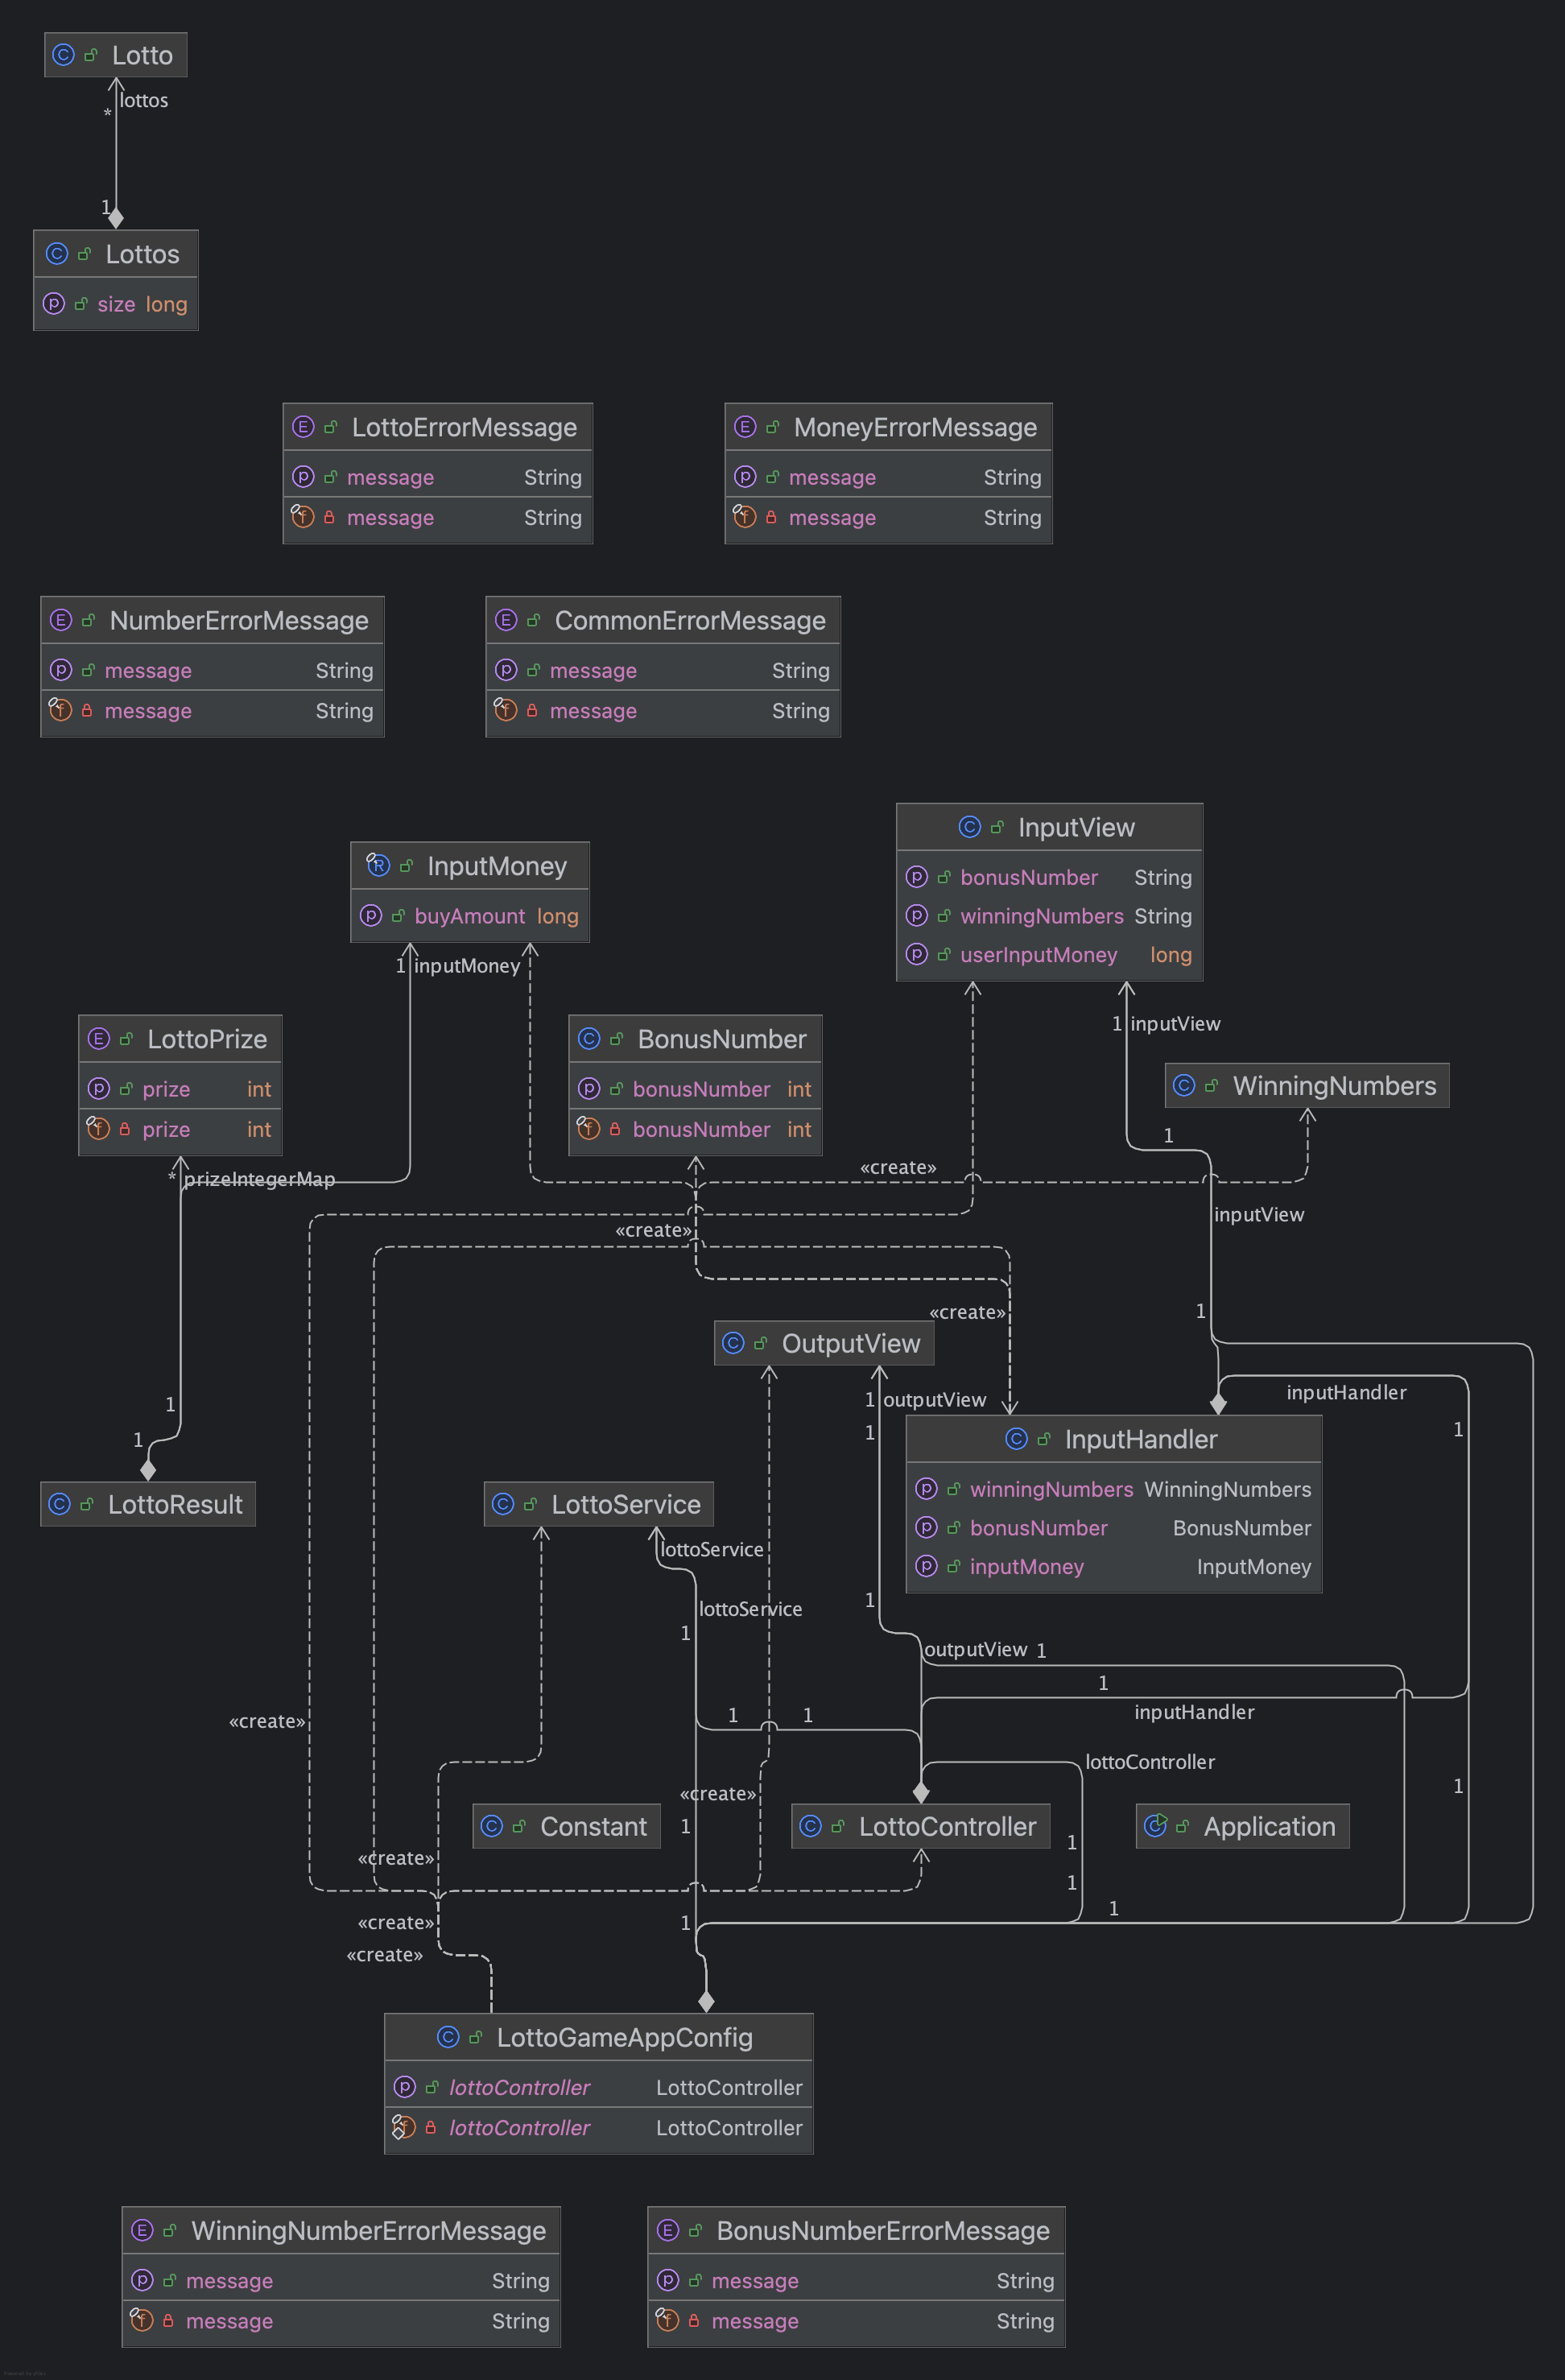 Lotto
lottos
*
1
Lottos
size long
LottoErrorMessage
message String
message String
MoneyErrorMessage
message String
message String
NumberErrorMessage
message String
message String
CommonErrorMessage
message String
message String
InputView
bonusNumber String
winningNumbers String
userInputMoney long
InputMoney
buyAmount long
1 inputMoney
LottoPrize
prize int
prize int
BonusNumber
bonusNumber int
bonusNumber int
1 inputView
WinningNumbers
1
* prizeIntegerMap
«create»
«create»
inputView
«create»
1
OutputView
1 outputView
inputHandler
1
1
1
1
InputHandler
winningNumbers WinningNumbers
bonusNumber BonusNumber
inputMoney InputMoney
LottoResult
LottoService
lottoService
lottoService
1
1
outputView 1
1
inputHandler
«create»
1
1
lottoController
«create»
1
Constant
LottoController
Application
1
1
«create»
1
1
«create»
1
«create»
LottoGameAppConfig
lottoController LottoController
lottoController LottoController
WinningNumberErrorMessage
message String
message String
BonusNumberErrorMessage
message String
message String